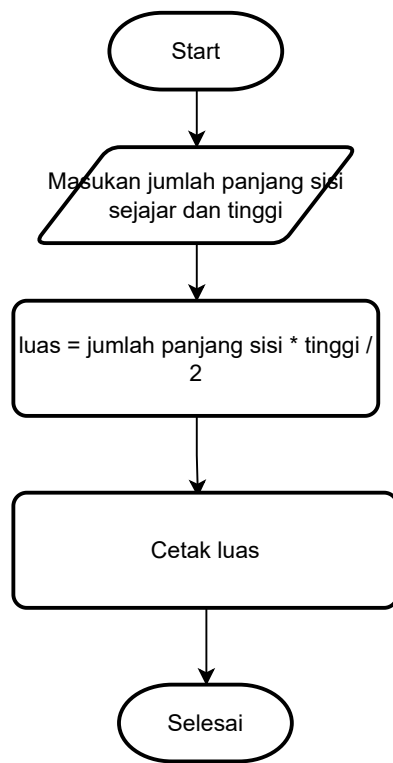 Start
Masukan jumlah panjang sisi
sejajar dan tinggi
luas = jumlah panjang sisi * tinggi /
2
Cetak luas
Selesai